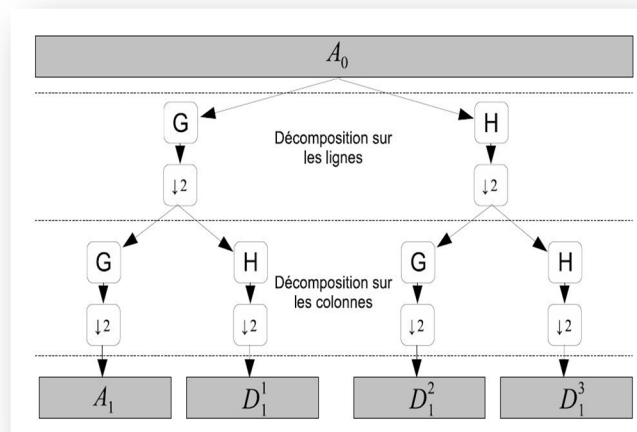 A₀
G H
Décomposition sur
les lignes
↓2 ↓2
G H G H
Décomposition sur
les colonnes
↓2 ↓2 ↓2 ↓2
A₁ D₁¹ D₁² D₁³